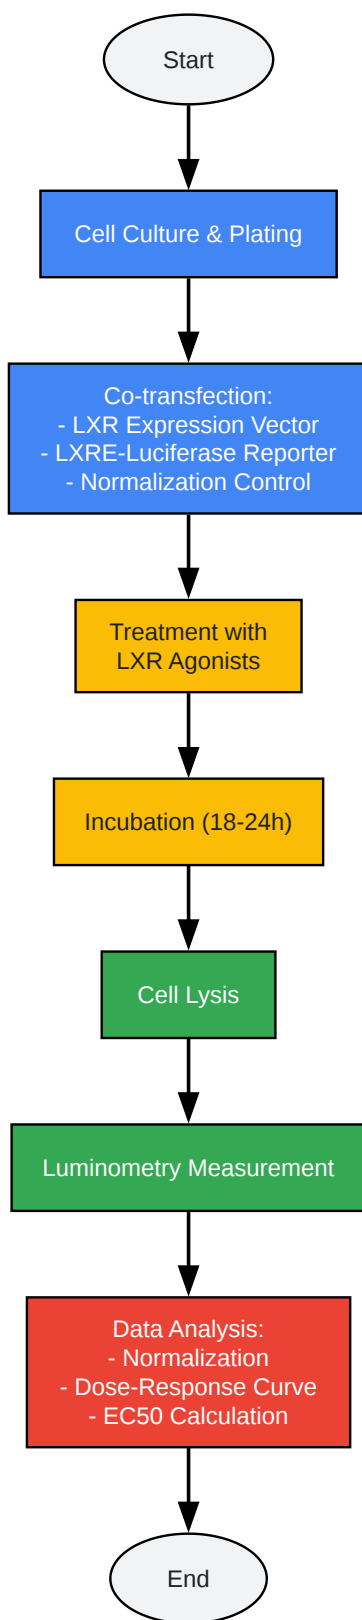 Start
Cell Culture & Plating
Co-transfection:
- LXR Expression Vector
- LXRE-Luciferase Reporter
- Normalization Control
Treatment with
LXR Agonists
Incubation (18-24h)
Cell Lysis
Luminometry Measurement
Data Analysis:
- Normalization
- Dose-Response Curve
- EC50 Calculation
End